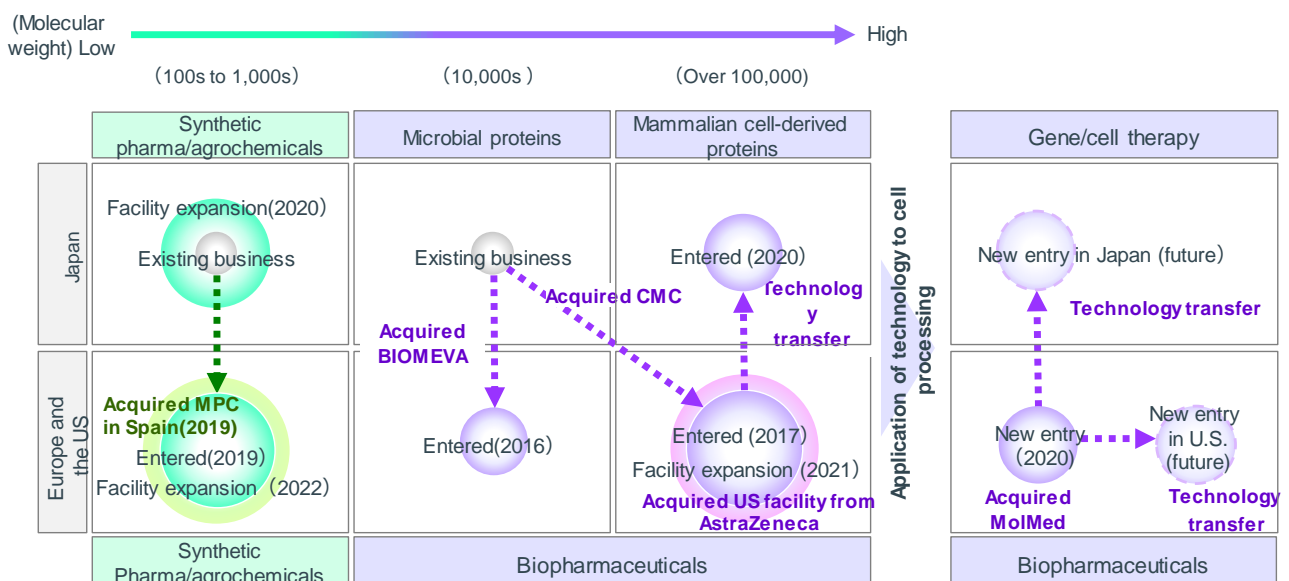 (Molecular
weight) Low
High
（100s to 1,000s）
（10,000s ）
（Over 100,000)
Synthetic
pharma/agrochemicals
Microbial proteins
Mammalian cell-derived
proteins
Gene/cell therapy
Japan
Facility expansion(2020）
Existing business
Existing business
Acquired CMC
Acquired
BIOMEVA
Entered （2020）
Technolog
y
transfer
Application of technology to cell
processing
New entry in Japan (future）
Technology transfer
Europe and
the US
Acquired MPC
in Spain(2019)
Entered(2019）
Facility expansion （2022）
Entered(2016）
Entered （2017）
Facility expansion （2021）
Acquired US facility from
AstraZeneca
New entry
（2020）
Acquired
MolMed
New entry
in U.S.
(future)
Technology
transfer
Synthetic
Pharma/agrochemicals
Biopharmaceuticals
Biopharmaceuticals